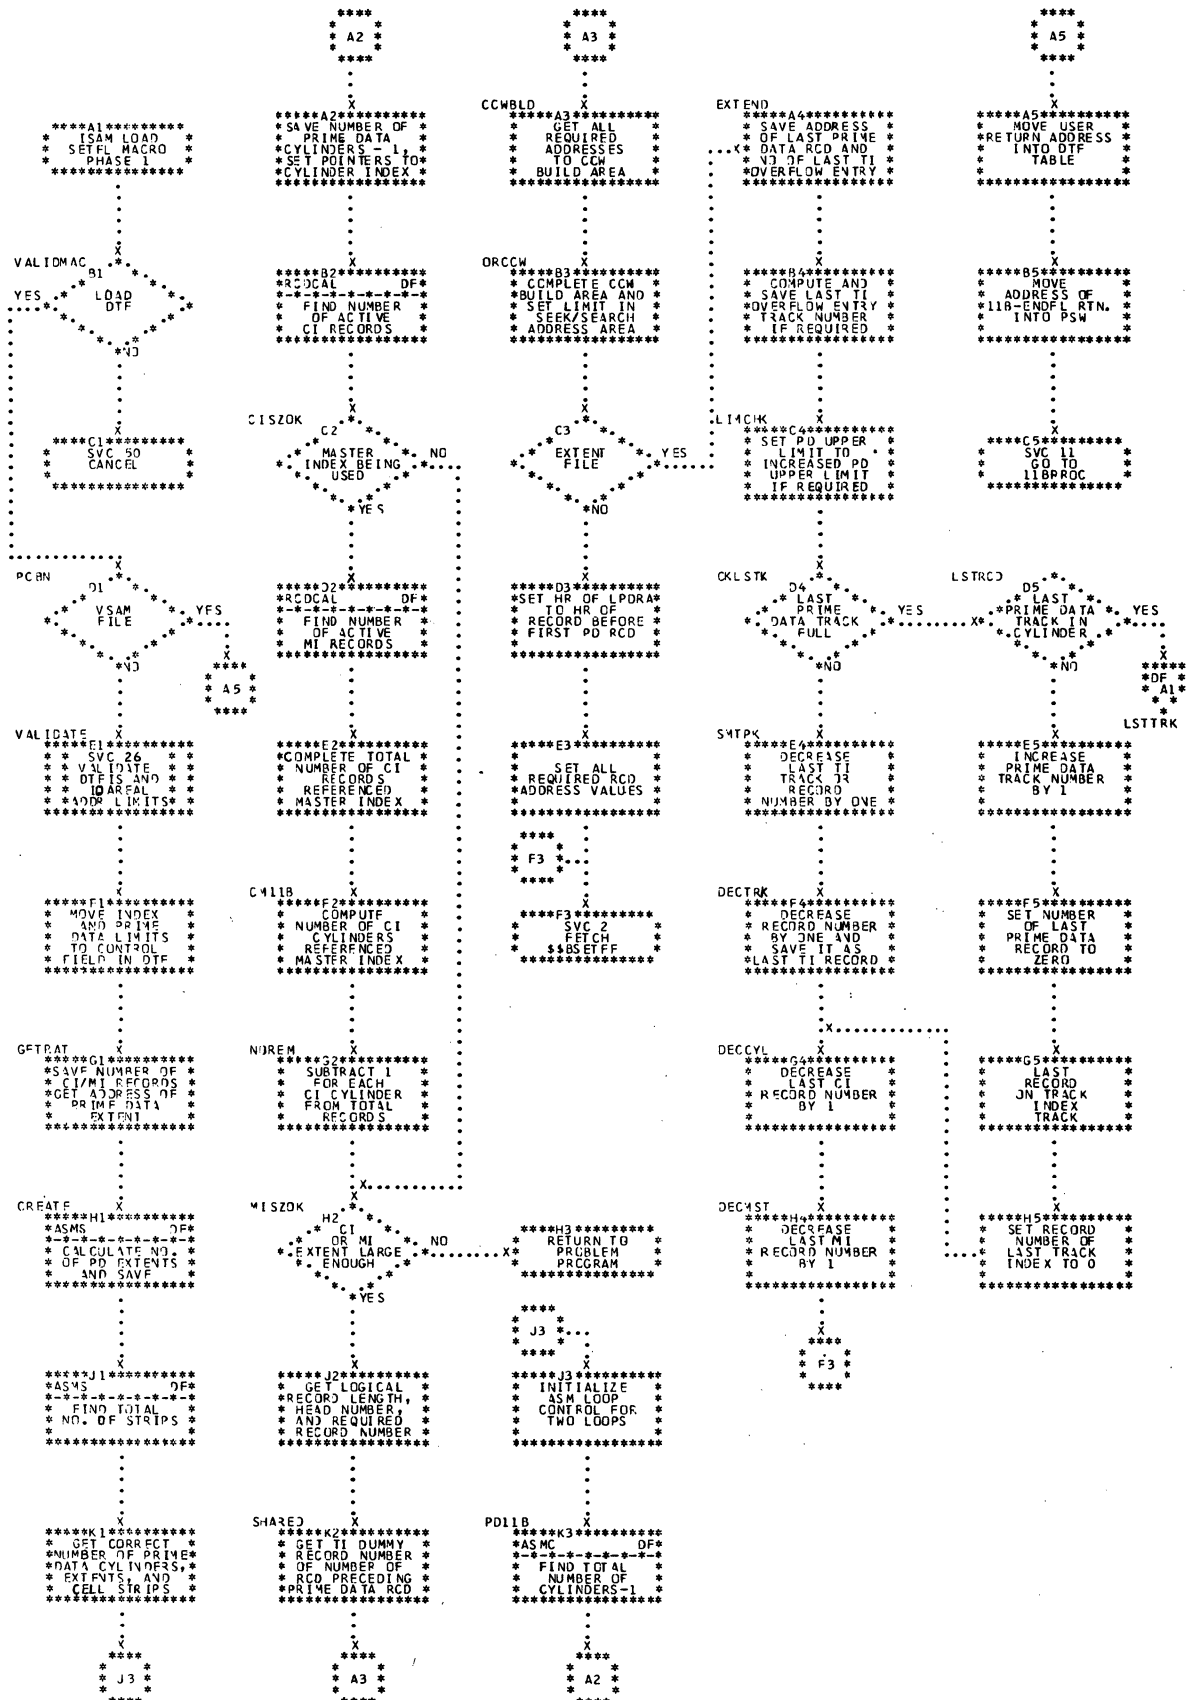 A2
A3
A5
A1
ISAM LOAD
SETFL MACRO
PHASE 1
VALIDMAC
B1
LOAD
DTF
YES
NO
C1
SVC 50
CANCEL
PCBN
D1
VSAM
FILE
YES
NO
A5
VALIDATE
E1
SVC 26
VALIDATE
DTFIS AND
IOAREAL
ADDR LIMITS
F1
MOVE INDEX
AND PRIME
DATA LIMITS
TO CONTROL
FIELD IN DTF
G1
SAVE NUMBER OF
CI/MI RECORDS
GET ADDRESS OF
PRIME DATA
EXTENT
CREATE
H1
ASMS DF
CALCULATE NO.
OF PD EXTENTS
AND SAVE
J1
ASMS DF
FIND TOTAL
NO. OF STRIPS
K1
GET CORRECT
NUMBER OF PRIME
DATA CYLINDERS,
EXTENTS, AND
CELL STRIPS
J3
A2
SAVE NUMBER OF
PRIME DATA
CYLINDERS - 1,
SET POINTERS TO
CYLINDER INDEX
B2
RCDCAL DF
FIND NUMBER
OF ACTIVE
CI RECORDS
CISZOK
C2
MASTER
INDEX BEING
USED
NO
YES
D2
RCDCAL DF
FIND NUMBER
OF ACTIVE
MI RECORDS
E2
COMPLETE TOTAL
NUMBER OF CI
RECORDS
REFERENCED
MASTER INDEX
CM11B
F2
COMPUTE
NUMBER OF CI
CYLINDERS
REFERENCED
MASTER INDEX
NOREM
G2
SUBTRACT 1
FOR EACH
CI CYLINDER
FROM TOTAL
RECORDS
MISZOK
H2
CI
OR MI
EXTENT LARGE
ENOUGH
NO
YES
J2
GET LOGICAL
RECORD LENGTH,
HEAD NUMBER,
AND REQUIRED
RECORD NUMBER
SHARED
K2
GET TI DUMMY
RECORD NUMBER
OF NUMBER OF
RCD PRECEDING
PRIME DATA RCD
A3
CCWBLD
A3
GET ALL
REQUIRED
ADDRESSES
TO CCW
BUILD AREA
ORCCW
B3
COMPLETE CCW
BUILD AREA AND
SET LIMIT IN
SEEK/SEARCH
ADDRESS AREA
C3
EXTENT
FILE
YES
NO
D3
SET HR OF LPDRA
TO HR OF
RECORD BEFORE
FIRST PD RCD
E3
SET ALL
REQUIRED RCD
ADDRESS VALUES
F3
F3
SVC 2
FETCH
$$BSETFF
H3
RETURN TO
PROBLEM
PROGRAM
J3
J3
INITIALIZE
ASM LOOP
CONTROL FOR
TWO LOOPS
PD11B
K3
ASMC DF
FIND TOTAL
NUMBER OF
CYLINDERS-1
A2
EXTEND
A4
SAVE ADDRESS
OF LAST PRIME
DATA RCD AND
NO OF LAST TI
OVERFLOW ENTRY
B4
COMPUTE AND
SAVE LAST TI
OVERFLOW ENTRY
TRACK NUMBER
IF REQUIRED
LIMCHK
C4
SET PD UPPER
LIMIT TO
INCREASED PD
UPPER LIMIT
IF REQUIRED
CKLSTK
D4
LAST
PRIME
DATA TRACK
FULL
YES
NO
E4
DECREASE
LAST TI
TRACK OR
RECORD
NUMBER BY ONE
DECTRK
F4
DECREASE
RECORD NUMBER
BY ONE AND
SAVE IT AS
LAST TI RECORD
DECCYL
G4
DECREASE
LAST CI
RECORD NUMBER
BY 1
DECMST
H4
DECREASE
LAST MI
RECORD NUMBER
BY 1
F3
A5
MOVE USER
RETURN ADDRESS
INTO DTF
TABLE
B5
MOVE
ADDRESS OF
11B-ENDFL RTN.
INTO PSW
C5
SVC 11
GO TO
11BPROC
LSTRCD
D5
LAST
PRIME DATA
TRACK IN
CYLINDER
YES
NO
DF
A1
LSTTRK
E5
INCREASE
PRIME DATA
TRACK NUMBER
BY 1
F5
SET NUMBER
OF LAST
PRIME DATA
RECORD TO
ZERO
G5
LAST
RECORD
ON TRACK
INDEX
TRACK
H5
SET RECORD
NUMBER OF
LAST TRACK
INDEX TO 0